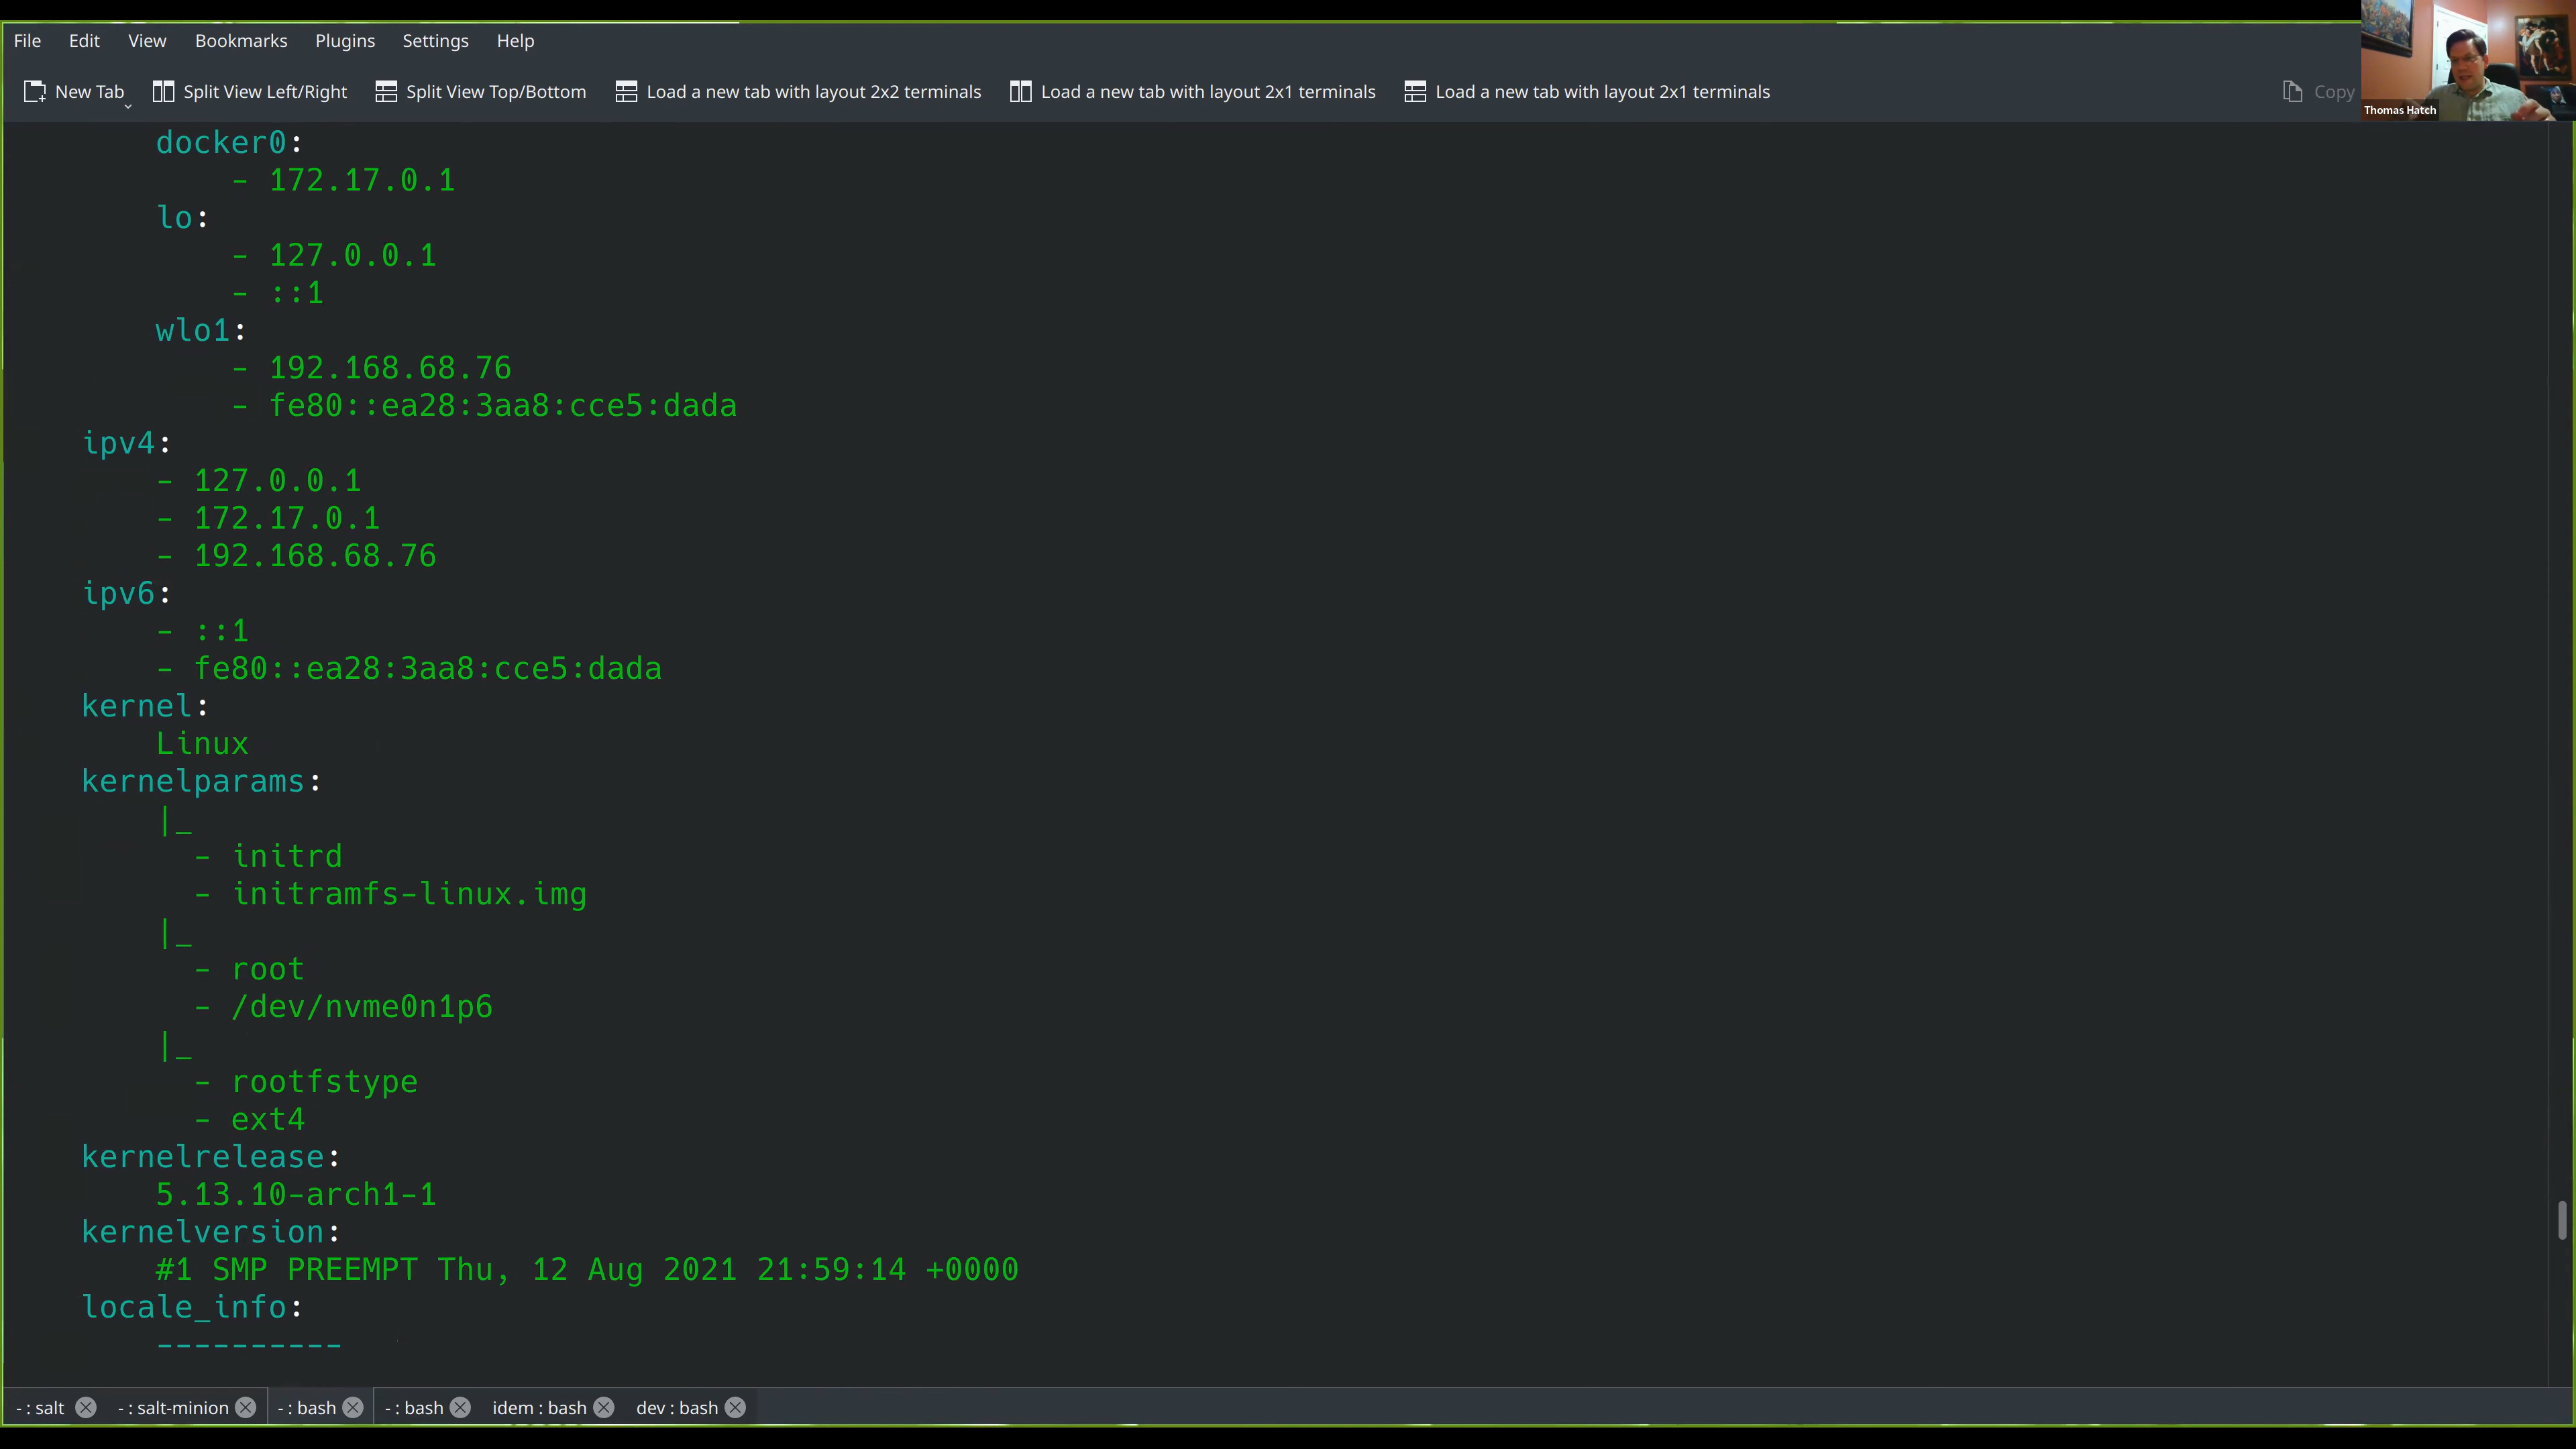 File Edit View Bookmarks Plugins Settings Help
New Tab Split View Left/Right Split View Top/Bottom Load a new tab with layout 2x2 terminals Load a new tab with layout 2x1 terminals Load a new tab with layout 2x1 terminals Copy
Thomas Hatch
docker0:
- 172.17.0.1
lo:
- 127.0.0.1
- ::1
wlo1:
- 192.168.68.76
- fe80::ea28:3aa8:cce5:dada
ipv4:
- 127.0.0.1
- 172.17.0.1
- 192.168.68.76
ipv6:
- ::1
- fe80::ea28:3aa8:cce5:dada
kernel:
Linux
kernelparams:
|_
- initrd
- initramfs-linux.img
|_
- root
- /dev/nvme0n1p6
|_
- rootfstype
- ext4
kernelrelease:
5.13.10-arch1-1
kernelversion:
#1 SMP PREEMPT Thu, 12 Aug 2021 21:59:14 +0000
locale_info:
----------
- : salt - : salt-minion - : bash - : bash idem : bash dev : bash